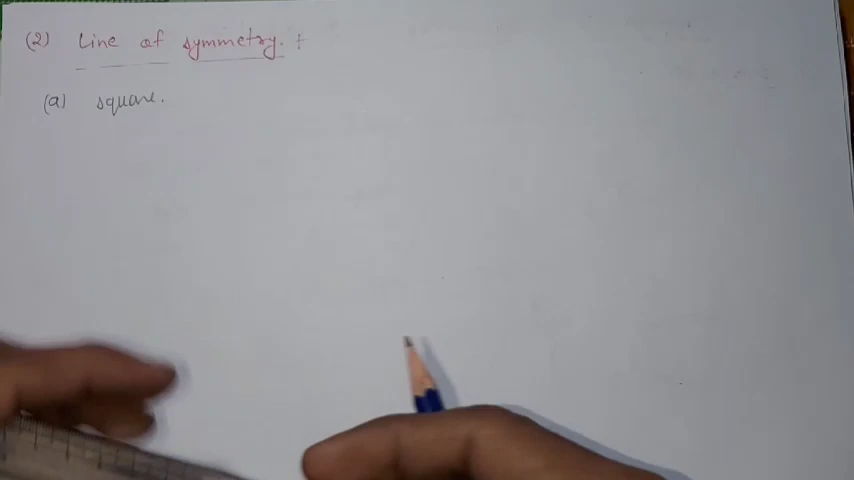 (2) Line of symmetry. +
(a) square.